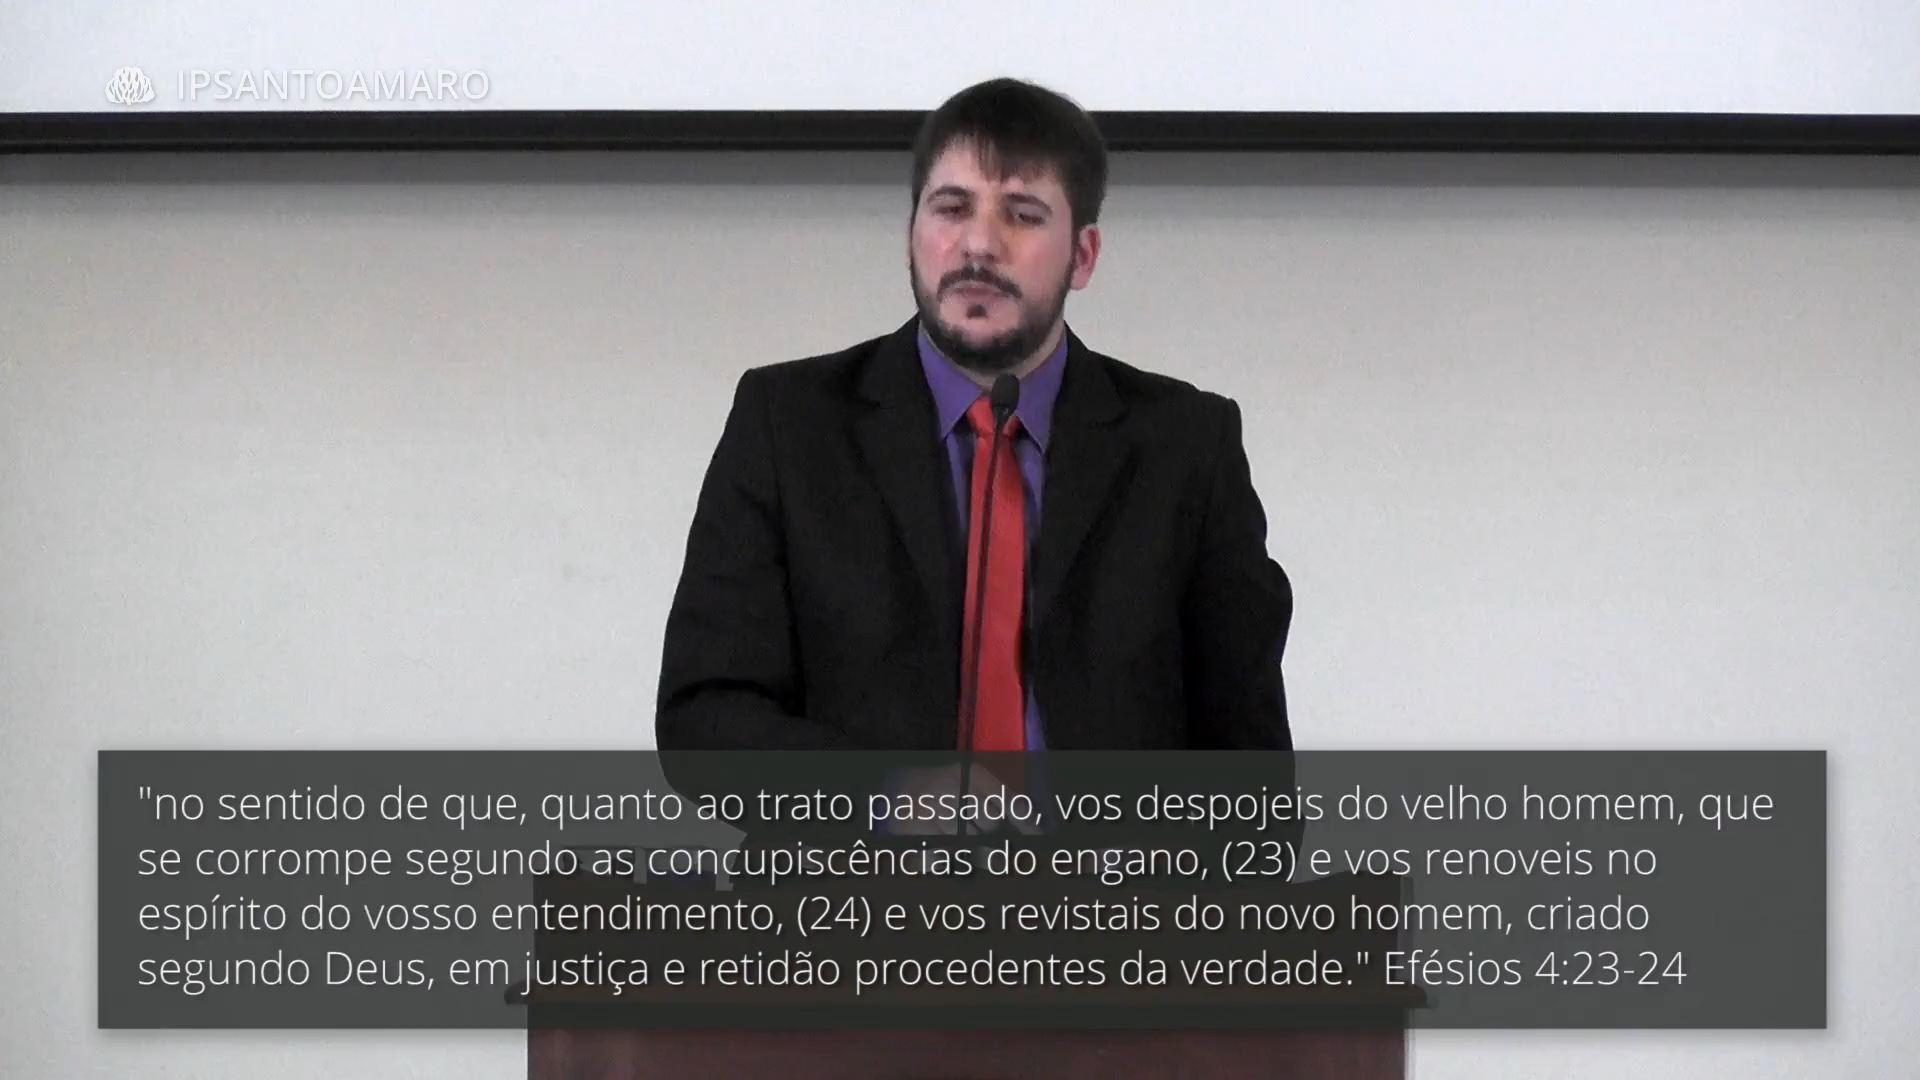 IPSANTOAMARO
"no sentido de que, quanto ao trato passado, vos despojeis do velho homem, que
se corrompe segundo as concupiscências do engano, (23) e vos renoveis no
espírito do vosso entendimento, (24) e vos revistais do novo homem, criado
segundo Deus, em justiça e retidão procedentes da verdade." Efésios 4:23-24